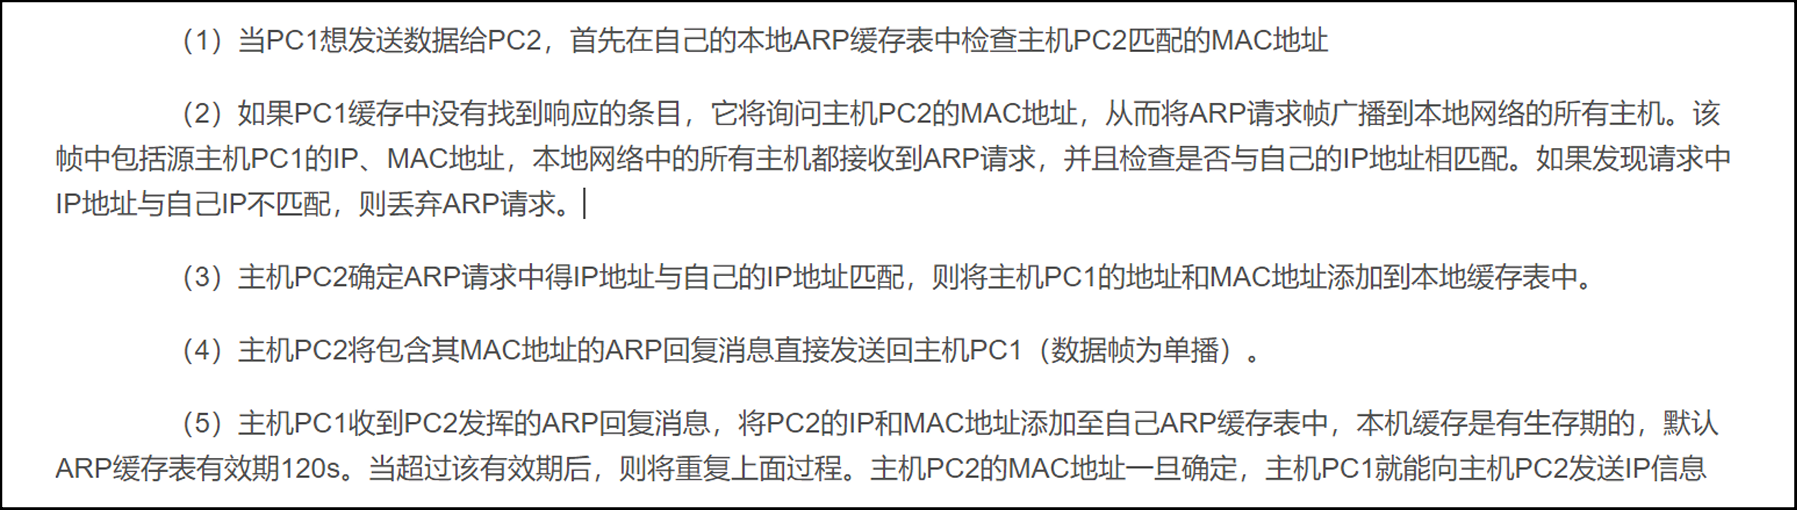 （1）当PC1想发送数据给PC2，首先在自己的本地ARP缓存表中检查主机PC2匹配的MAC地址
（2）如果PC1缓存中没有找到响应的条目，它将询问主机PC2的MAC地址，从而将ARP请求帧广播到本地网络的所有主机。该
帧中包括源主机PC1的IP、MAC地址，本地网络中的所有主机都接收到ARP请求，并且检查是否与自己的IP地址相匹配。如果发现请求中
IP地址与自己IP不匹配，则丢弃ARP请求。
（3）主机PC2确定ARP请求中得IP地址与自己的IP地址匹配，则将主机PC1的地址和MAC地址添加到本地缓存表中。
（4）主机PC2将包含其MAC地址的ARP回复消息直接发送回主机PC1（数据帧为单播）。
（5）主机PC1收到PC2发挥的ARP回复消息，将PC2的IP和MAC地址添加至自己ARP缓存表中，本机缓存是有生存期的，默认
ARP缓存表有效期120s。当超过该有效期后，则将重复上面过程。主机PC2的MAC地址一旦确定，主机PC1就能向主机PC2发送IP信息